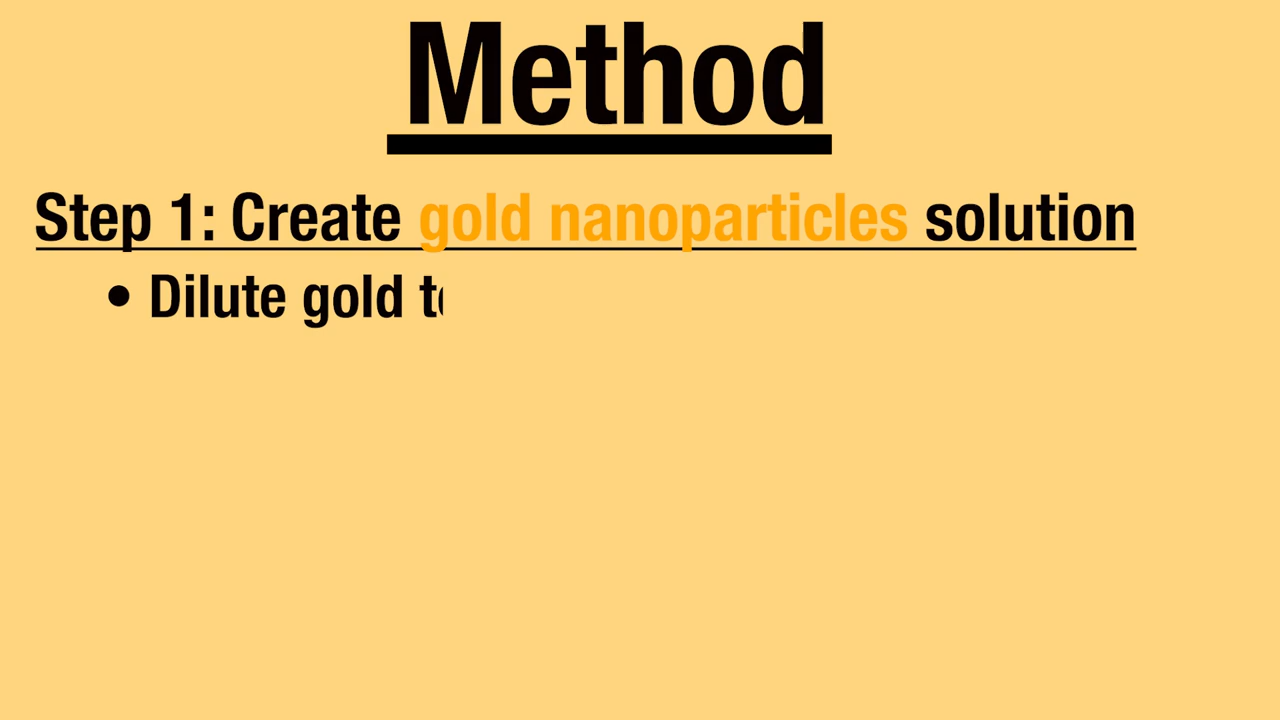 Method
Step 1: Create gold nanoparticles solution
• Dilute gold